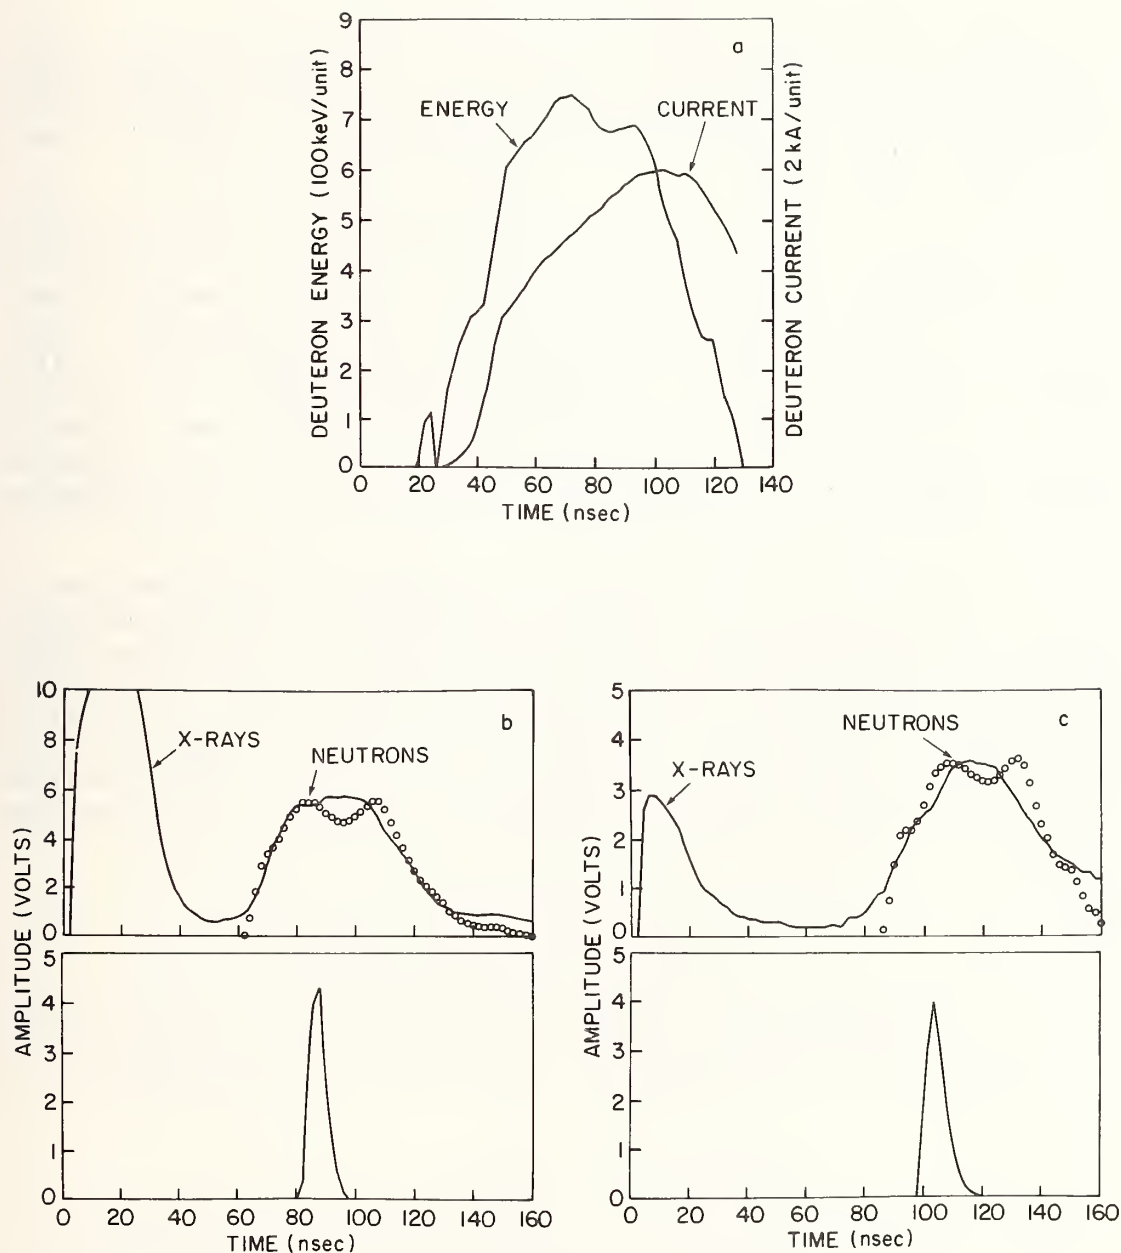 a
9
8
7
6
5
4
3
2
1
0
DEUTERON ENERGY (100 keV/unit)
ENERGY
CURRENT
DEUTERON CURRENT (2 kA/unit)
0 20 40 60 80 100 120 140
TIME (nsec)
b
10
8
6
4
2
0
X-RAYS
NEUTRONS
5
4
3
2
1
0
AMPLITUDE (VOLTS)
0 20 40 60 80 100 120 140 160
TIME (nsec)
c
5
4
3
2
1
0
NEUTRONS
X-RAYS
5
4
3
2
1
0
AMPLITUDE (VOLTS)
0 20 40 60 80 100 120 140 160
TIME (nsec)